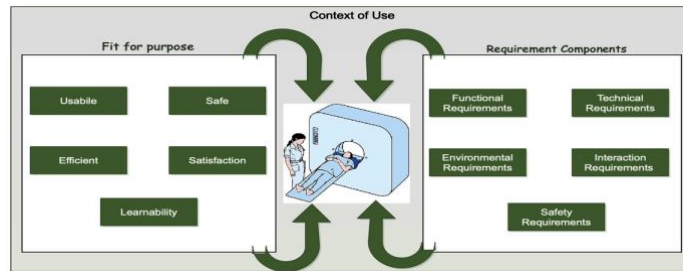 Context of Use
Fit for purpose
Requirement Components
Usabile
Safe
Efficient
Satisfaction
Learnability
Functional
Requirements
Technical
Requirements
Environmental
Requirements
Interaction
Requirements
Safety
Requirements